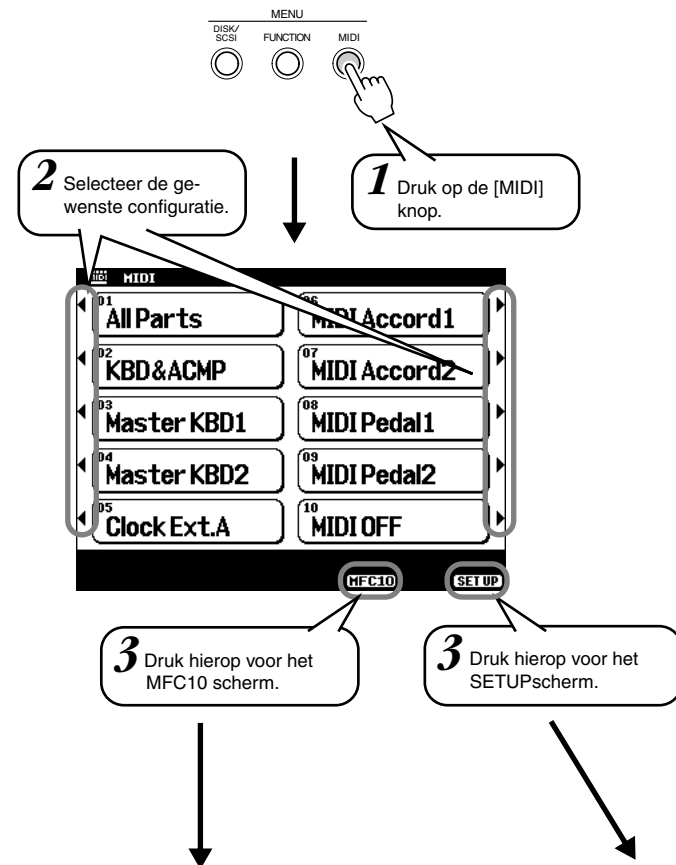 MENU
DISK/
SCSI
FUNCTION
MIDI
1 Druk op de [MIDI]
knop.
2 Selecteer de ge-
wenste configuratie.
MIDI MIDI
01 All Parts
06 MIDI Accord1
02 KBD&ACMP
07 MIDI Accord2
03 Master KBD1
08 MIDI Pedal1
04 Master KBD2
09 MIDI Pedal2
05 Clock Ext.A
10 MIDI OFF
MFC10
SET UP
3 Druk hierop voor het
MFC10 scherm.
3 Druk hierop voor het
SETUPscherm.